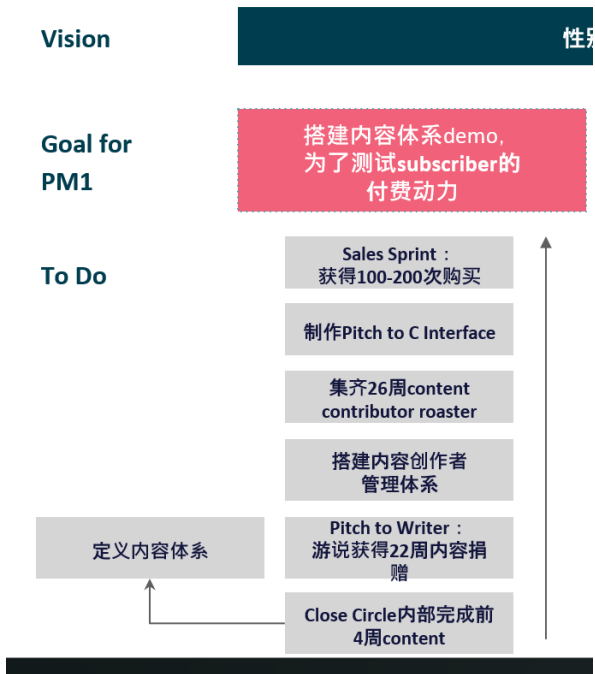 Vision
性别
Goal for
PM1
搭建内容体系demo,
为了测试subscriber的
付费动力
To Do
Sales Sprint：
获得100-200次购买
制作Pitch to C Interface
集齐26周content
contributor roaster
搭建内容创作者
管理体系
定义内容体系
Pitch to Writer：
游说获得22周内容捐
赠
Close Circle内部完成前
4周content